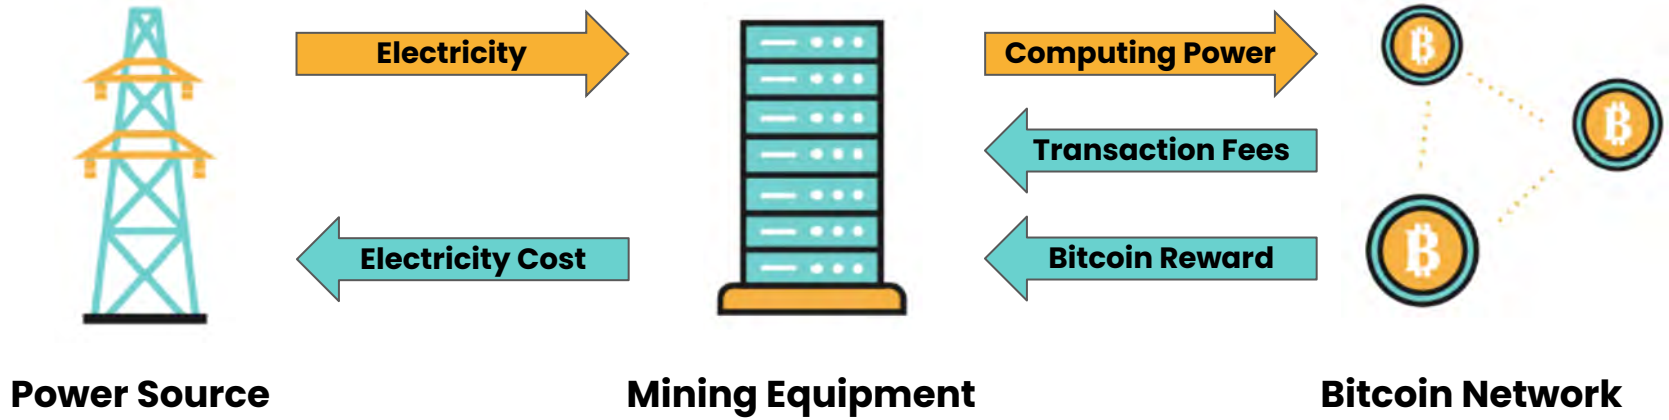 Electricity
Computing Power
Transaction Fees
Electricity Cost
Bitcoin Reward
Power Source
Mining Equipment
Bitcoin Network